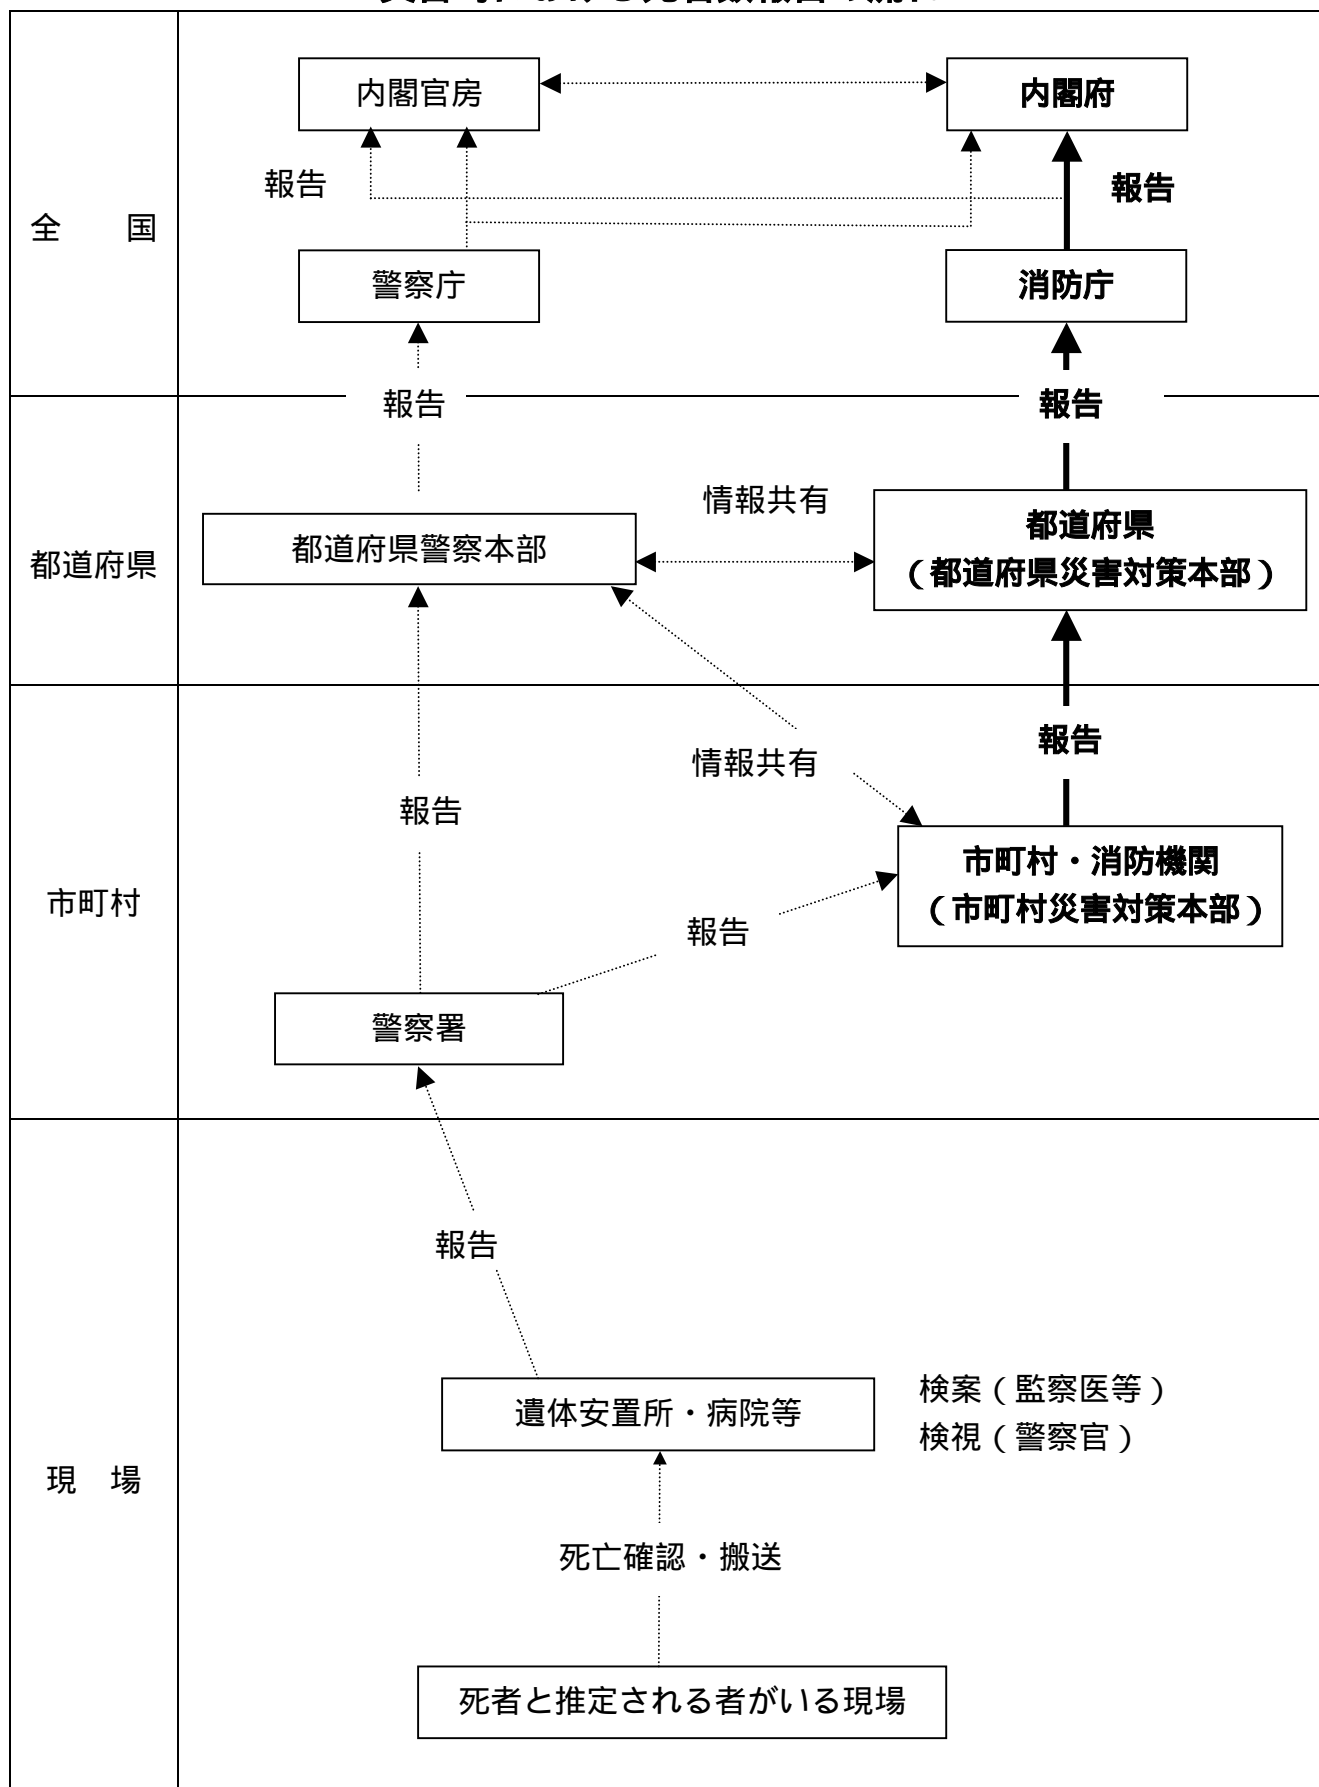 内閣官房
内閣府
報告
報告
全　　国
警察庁
消防庁
報告
報告
情報共有
都道府県
(都道府県災害対策本部)
都道府県警察本部
都道府県
報告
情報共有
報告
市町村・消防機関
(市町村災害対策本部)
市町村
報告
警察署
報告
遺体安置所・病院等
検案(監察医等)
検視(警察官)
現　場
死亡確認・搬送
死者と推定される者がいる現場